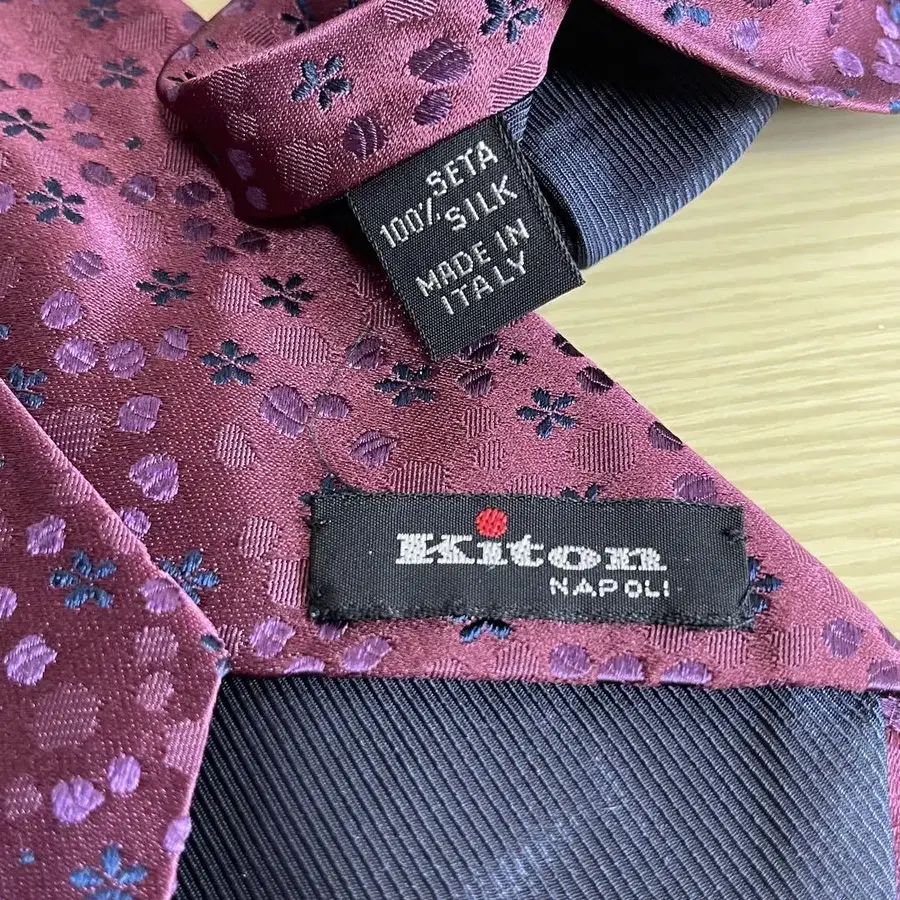 SETA
100% SILK
MADE IN
ITALY
Kiton
NAPOLI